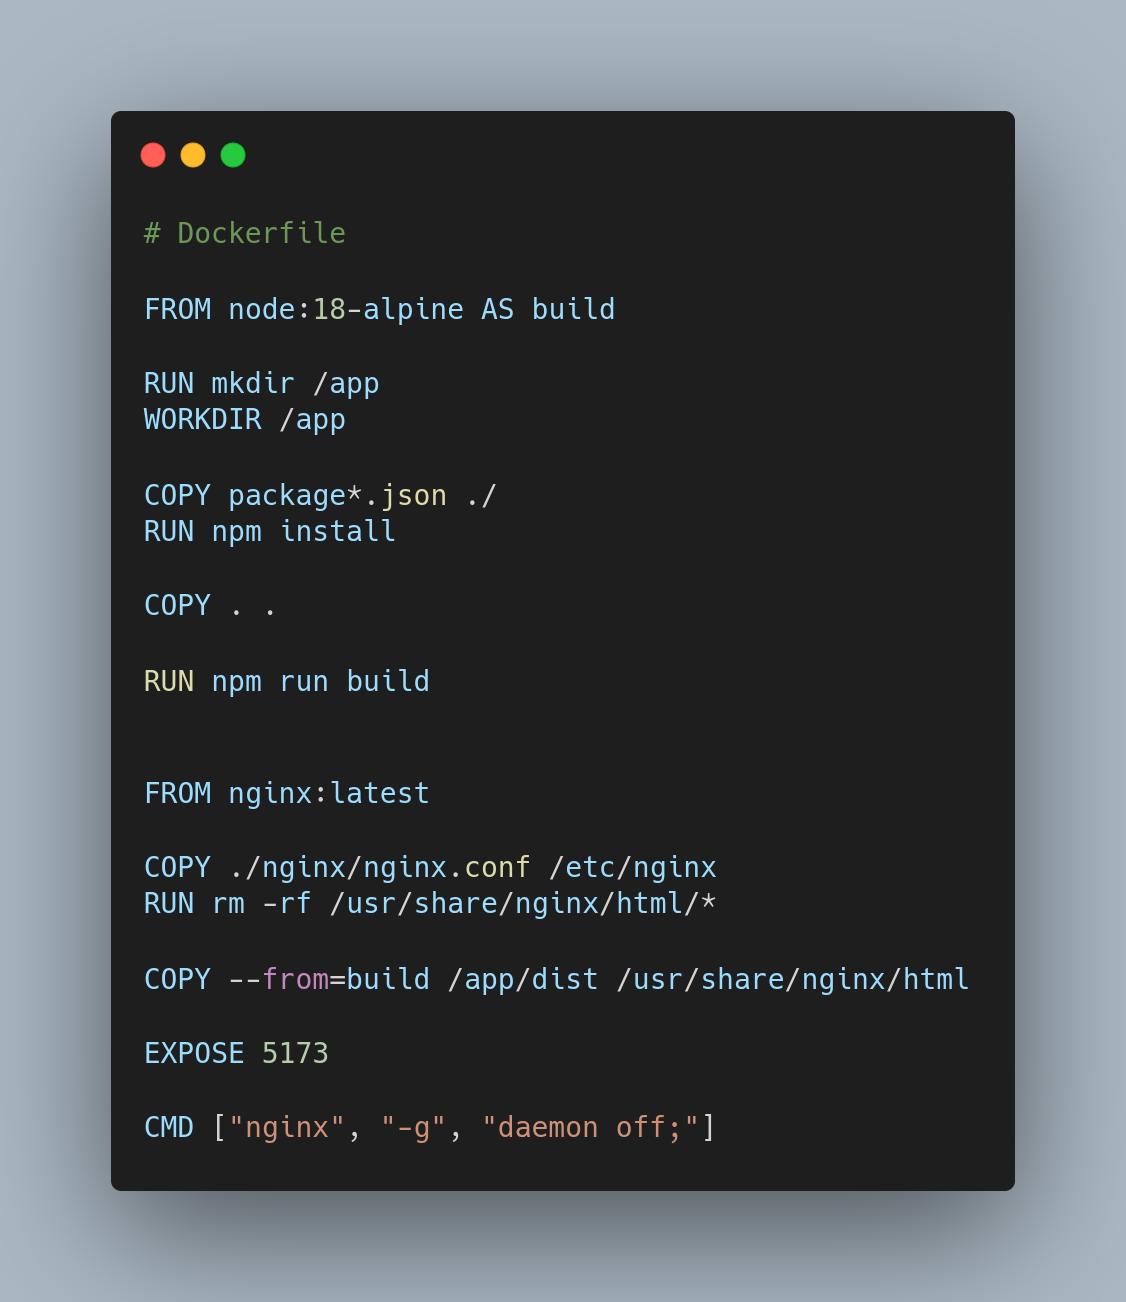 # Dockerfile
FROM node:18-alpine AS build
RUN mkdir /app
WORKDIR /app
COPY package*.json ./
RUN npm install
COPY . .
RUN npm run build
FROM nginx:latest
COPY ./nginx/nginx.conf /etc/nginx
RUN rm -rf /usr/share/nginx/html/*
COPY --from=build /app/dist /usr/share/nginx/html
EXPOSE 5173
CMD ["nginx", "-g", "daemon off;"]